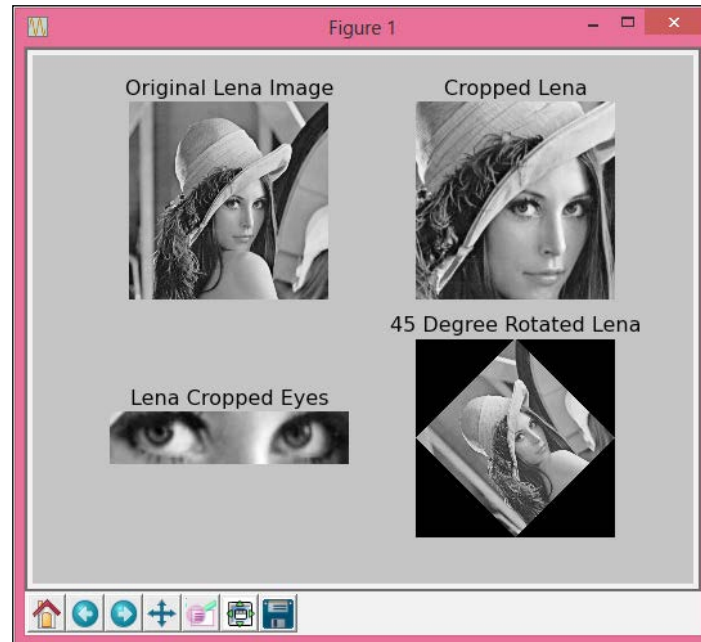 Figure 1
Original Lena Image
Cropped Lena
45 Degree Rotated Lena
Lena Cropped Eyes